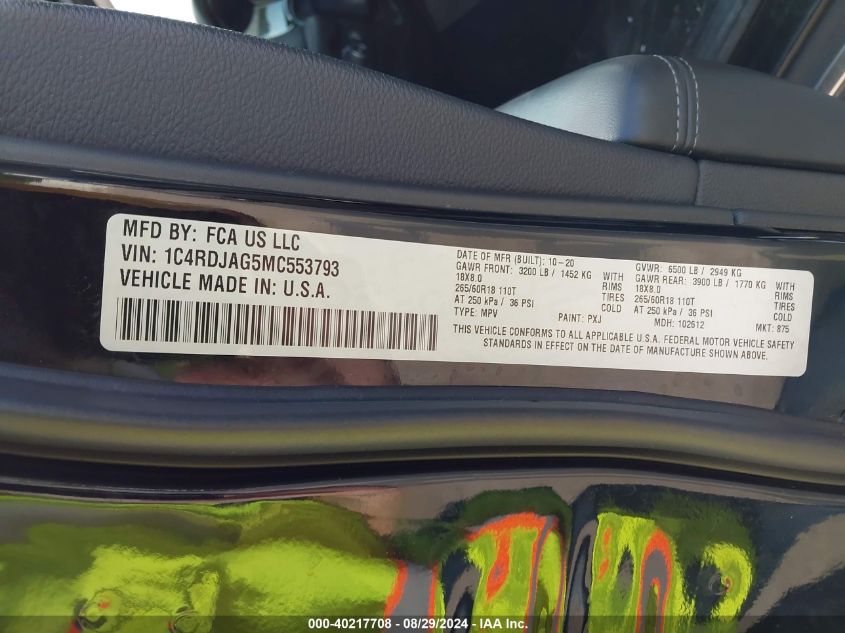 MFD BY: FCA US LLC
VIN: 1C4RDJAG5MC553793
VEHICLE MADE IN: U.S.A.
DATE OF MFR (BUILT): 10-20
GAWR FRONT: 3200 LB / 1452 KG WITH
18X8.0 RIMS
265/60R18 110T TIRES
AT 250 kPa / 36 PSI COLD
TYPE: MPV PAINT: PXJ
GVWR: 6500 LB / 2949 KG
GAWR REAR: 3900 LB / 1770 KG WITH
18X8.0 RIMS
265/60R18 110T TIRES
AT 250 kPa / 36 PSI COLD
MDH: 102612 MKT: 875
THIS VEHICLE CONFORMS TO ALL APPLICABLE U.S.A. FEDERAL MOTOR VEHICLE SAFETY
STANDARDS IN EFFECT ON THE DATE OF MANUFACTURE SHOWN ABOVE.
000-40217708 - 08/29/2024 - IAA Inc.